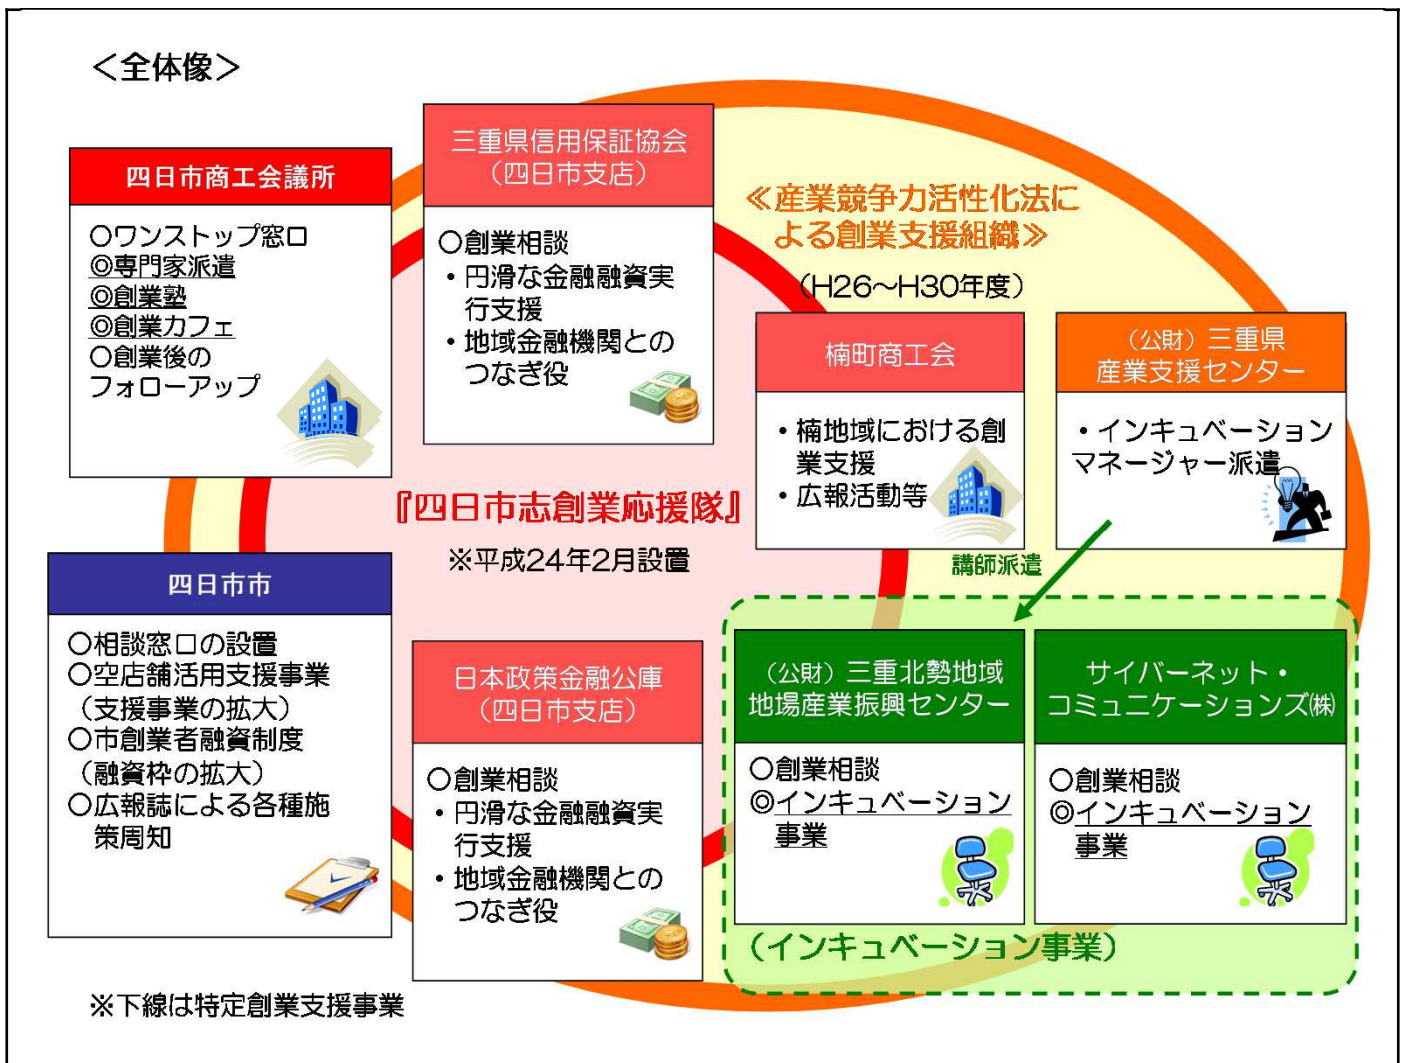 ＜全体像＞
四日市商工会議所
○ワンストップ窓口
◎専門家派遣
◎創業塾
◎創業カフェ
○創業後の
フォローアップ
三重県信用保証協会
（四日市支店）
○創業相談
・円滑な金融融資実
行支援
・地域金融機関との
つなぎ役
≪産業競争力活性化法に
よる創業支援組織≫
（H26～H30年度）
楠町商工会
・楠地域における創
業支援
・広報活動等
（公財）三重県
産業支援センター
・インキュベーション
マネージャー派遣
『四日市志創業応援隊』
※平成24年2月設置
講師派遣
四日市市
○相談窓口の設置
○空店舗活用支援事業
（支援事業の拡大）
○市創業者融資制度
（融資枠の拡大）
○広報誌による各種施
策周知
日本政策金融公庫
（四日市支店）
○創業相談
・円滑な金融融資実
行支援
・地域金融機関との
つなぎ役
（公財）三重北勢地域
地場産業振興センター
○創業相談
◎インキュベーション
事業
サイバーネット・
コミュニケーションズ㈱
○創業相談
◎インキュベーション
事業
（インキュベーション事業）
※下線は特定創業支援事業